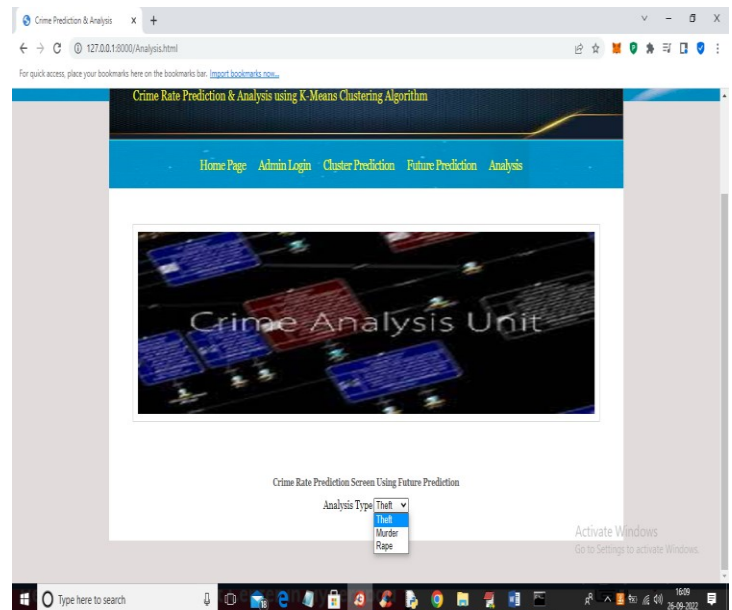 Crime Prediction & Analysis
127.0.0.1:8000/Analysis.html
For quick access, place your bookmarks here on the bookmarks bar. Import bookmarks now...
Crime Rate Prediction & Analysis using K-Means Clustering Algorithm
Home Page Admin Login Cluster Prediction Future Prediction Analysis
Crime Analysis Unit
Crime Rate Prediction Screen Using Future Prediction
Analysis Type Theft
Theft
Murder
Rape
Activate Windows
Go to Settings to activate Windows.
Type here to search
18
16:09
26-09-2022